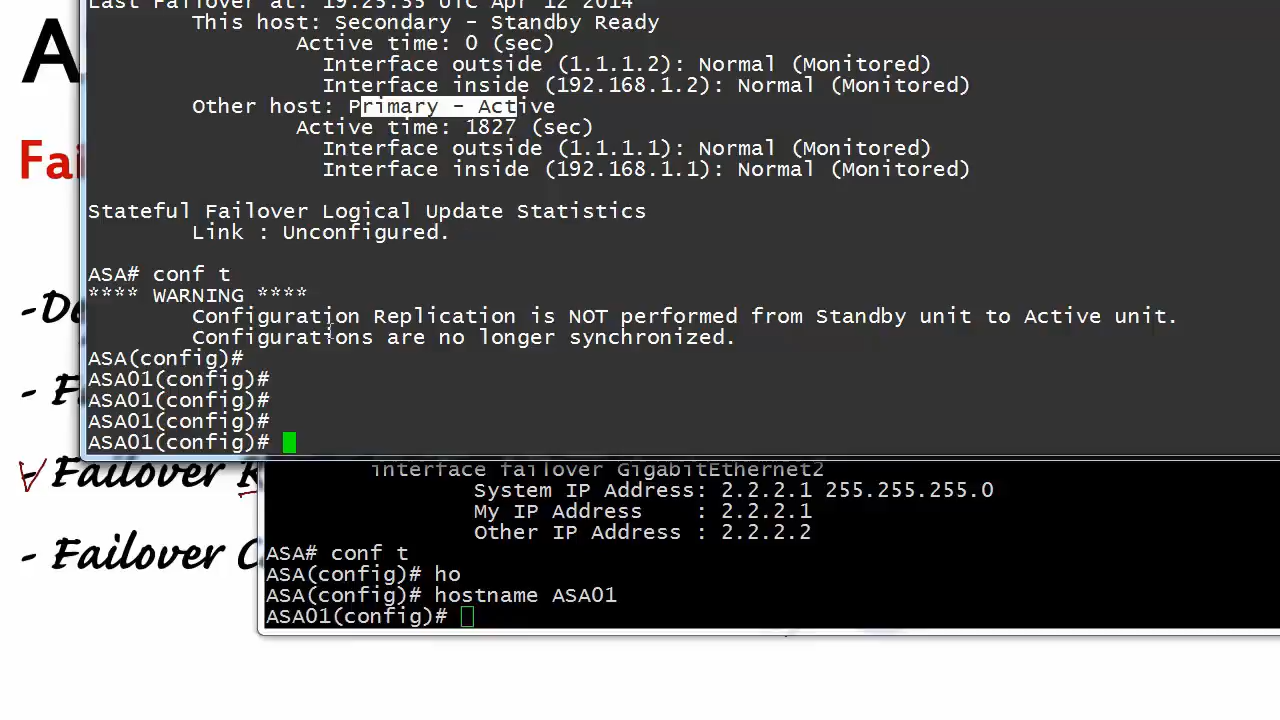 Last Failover at: 19:25:35 UTC Apr 12 2014
This host: Secondary - Standby Ready
Active time: 0 (sec)
Interface outside (1.1.1.2): Normal (Monitored)
Interface inside (192.168.1.2): Normal (Monitored)
Other host: Primary - Active
Active time: 1827 (sec)
Interface outside (1.1.1.1): Normal (Monitored)
Interface inside (192.168.1.1): Normal (Monitored)
Stateful Failover Logical Update Statistics
Link : Unconfigured.
ASA# conf t
**** WARNING ****
Configuration Replication is NOT performed from Standby unit to Active unit.
Configurations are no longer synchronized.
ASA(config)#
ASA01(config)#
ASA01(config)#
ASA01(config)#
ASA01(config)#
A
Fai
-De
- F
- Failover R
- Failover C
interface failover GigabitEthernet2
System IP Address: 2.2.2.1 255.255.255.0
My IP Address : 2.2.2.1
Other IP Address : 2.2.2.2
ASA# conf t
ASA(config)# ho
ASA(config)# hostname ASA01
ASA01(config)#